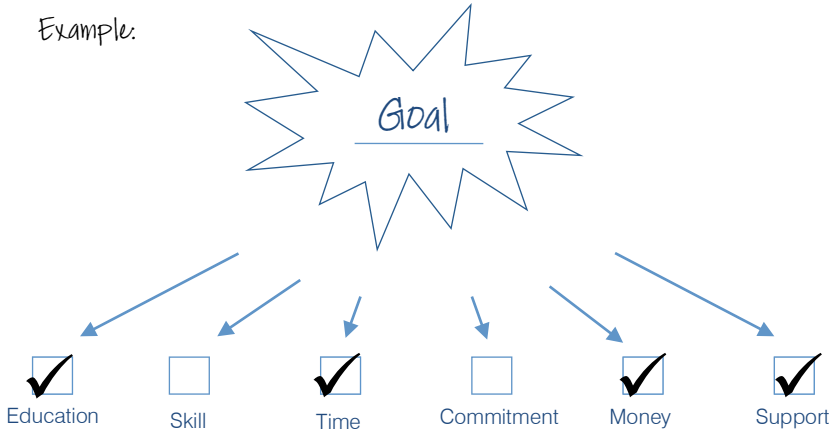 Example:
Goal
Education
Skill
Time
Commitment
Money
Support